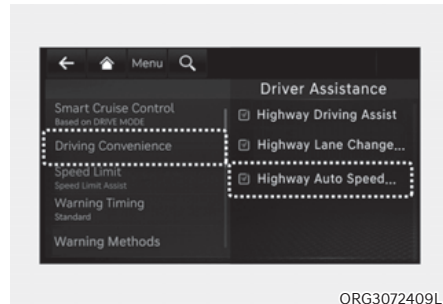 Menu
Driver Assistance
Smart Cruise Control
Based on DRIVE MODE
Driving Convenience
Speed Limit
Speed Limit Assist
Warning Timing
Standard
Warning Methods
Highway Driving Assist
Highway Lane Change...
Highway Auto Speed...
ORG3072409L